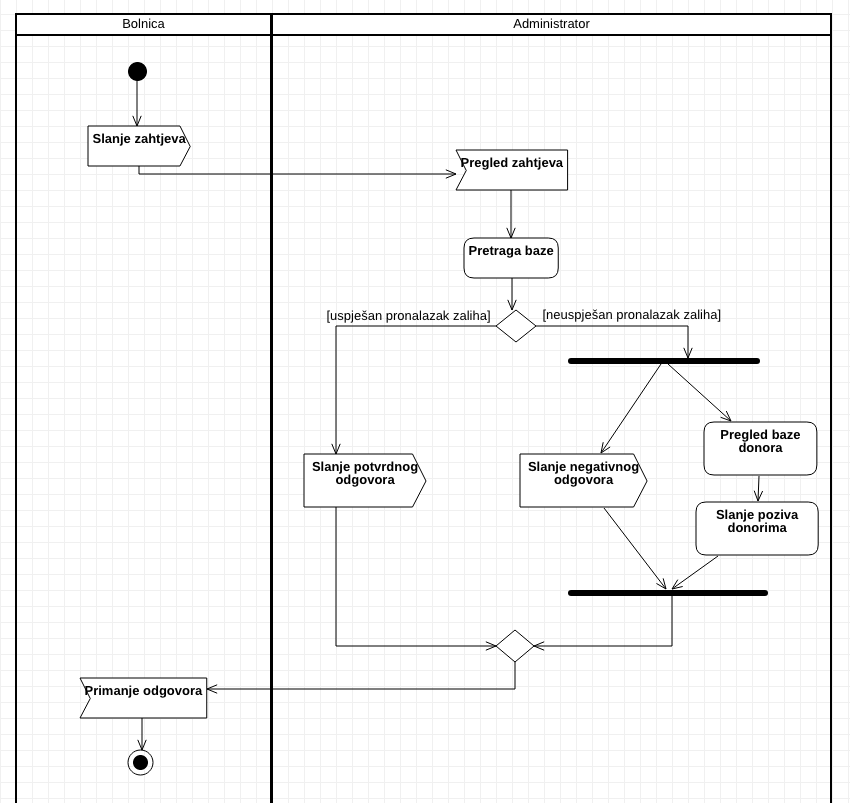 Bolnica
Administrator
Slanje zahtjeva
Pregled zahtjeva
Pretraga baze
[uspješan pronalazak zaliha]
[neuspješan pronalazak zaliha]
Slanje potvrdnog
odgovora
Slanje negativnog
odgovora
Pregled baze
donora
Slanje poziva
donorima
Primanje odgovora